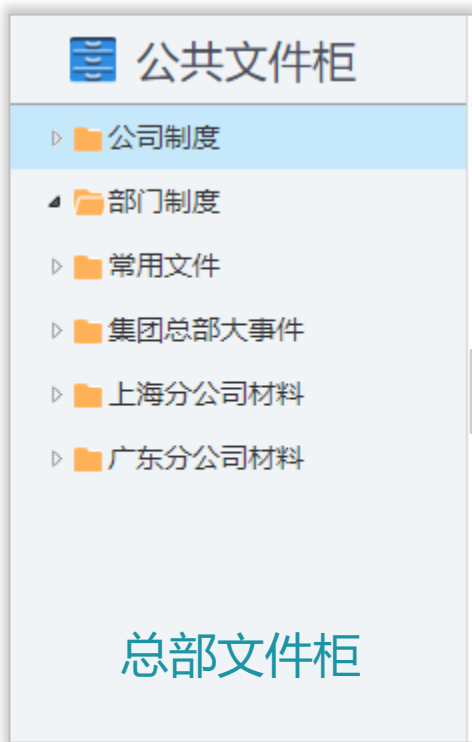 公共文件柜
公司制度
部门制度
常用文件
集团总部大事件
上海分公司材料
广东分公司材料
总部文件柜